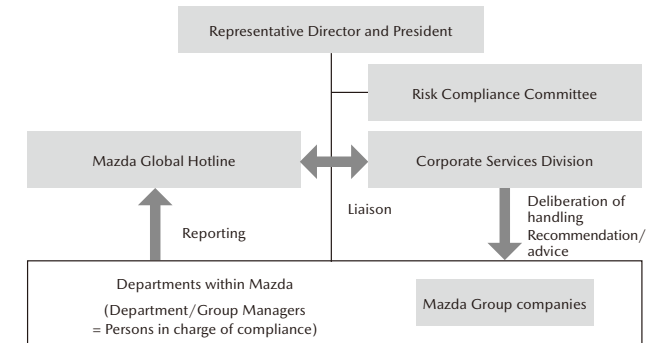 Representative Director and President
Risk Compliance Committee
Mazda Global Hotline
Corporate Services Division
Liaison
Reporting
Deliberation of
handling
Recommendation/
advice
Departments within Mazda
(Department/Group Managers
= Persons in charge of compliance)
Mazda Group companies